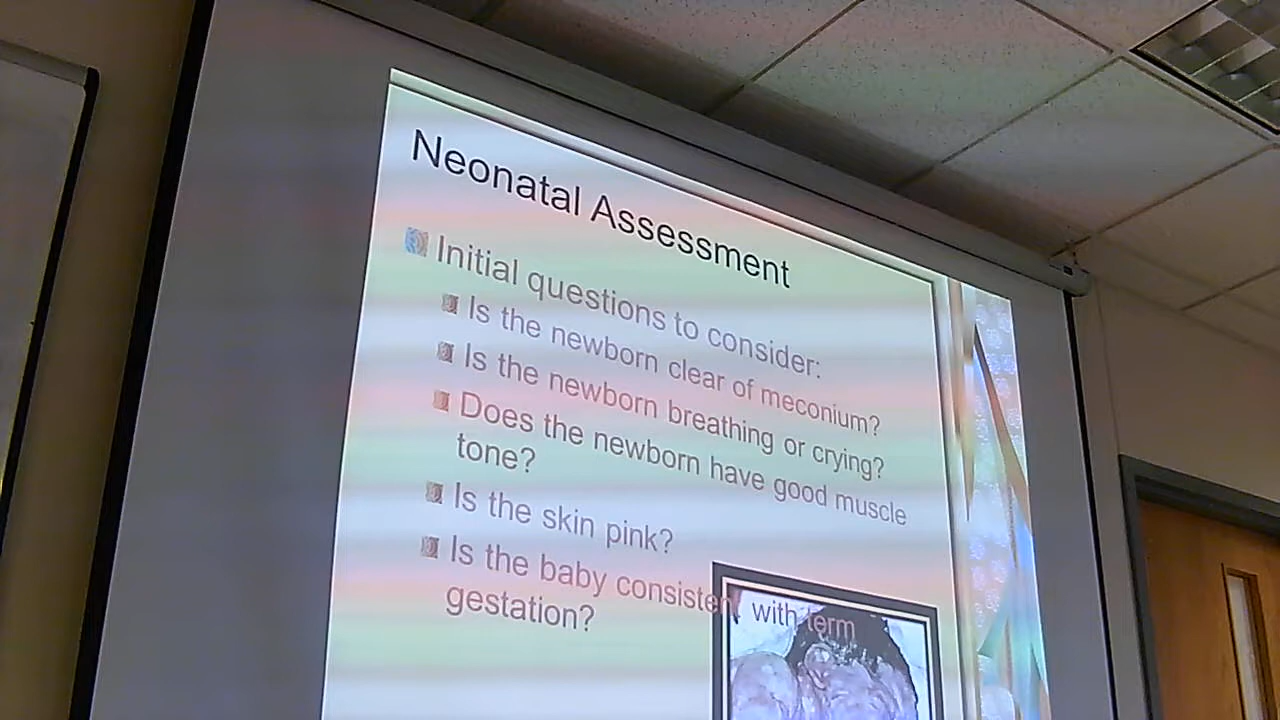 Neonatal Assessment
Initial questions to consider:
Is the newborn clear of meconium?
Is the newborn breathing or crying?
Does the newborn have good muscle
tone?
Is the skin pink?
Is the baby consistent with term
gestation?